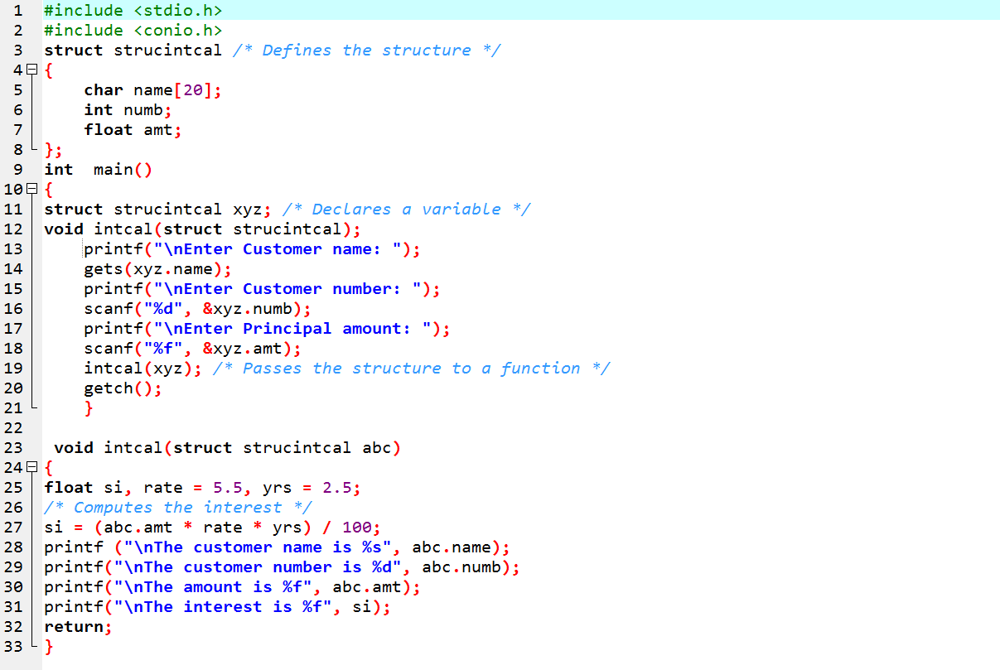 1 #include <stdio.h>
2 #include <conio.h>
3 struct strucintcal /* Defines the structure */
4 {
5     char name[20];
6     int numb;
7     float amt;
8 };
9 int  main()
10 {
11 struct strucintcal xyz; /* Declares a variable */
12 void intcal(struct strucintcal);
13     printf("\nEnter Customer name: ");
14     gets(xyz.name);
15     printf("\nEnter Customer number: ");
16     scanf("%d", &xyz.numb);
17     printf("\nEnter Principal amount: ");
18     scanf("%f", &xyz.amt);
19     intcal(xyz); /* Passes the structure to a function */
20     getch();
21     }
22
23  void intcal(struct strucintcal abc)
24 {
25 float si, rate = 5.5, yrs = 2.5;
26 /* Computes the interest */
27 si = (abc.amt * rate * yrs) / 100;
28 printf ("\nThe customer name is %s", abc.name);
29 printf("\nThe customer number is %d", abc.numb);
30 printf("\nThe amount is %f", abc.amt);
31 printf("\nThe interest is %f", si);
32 return;
33 }